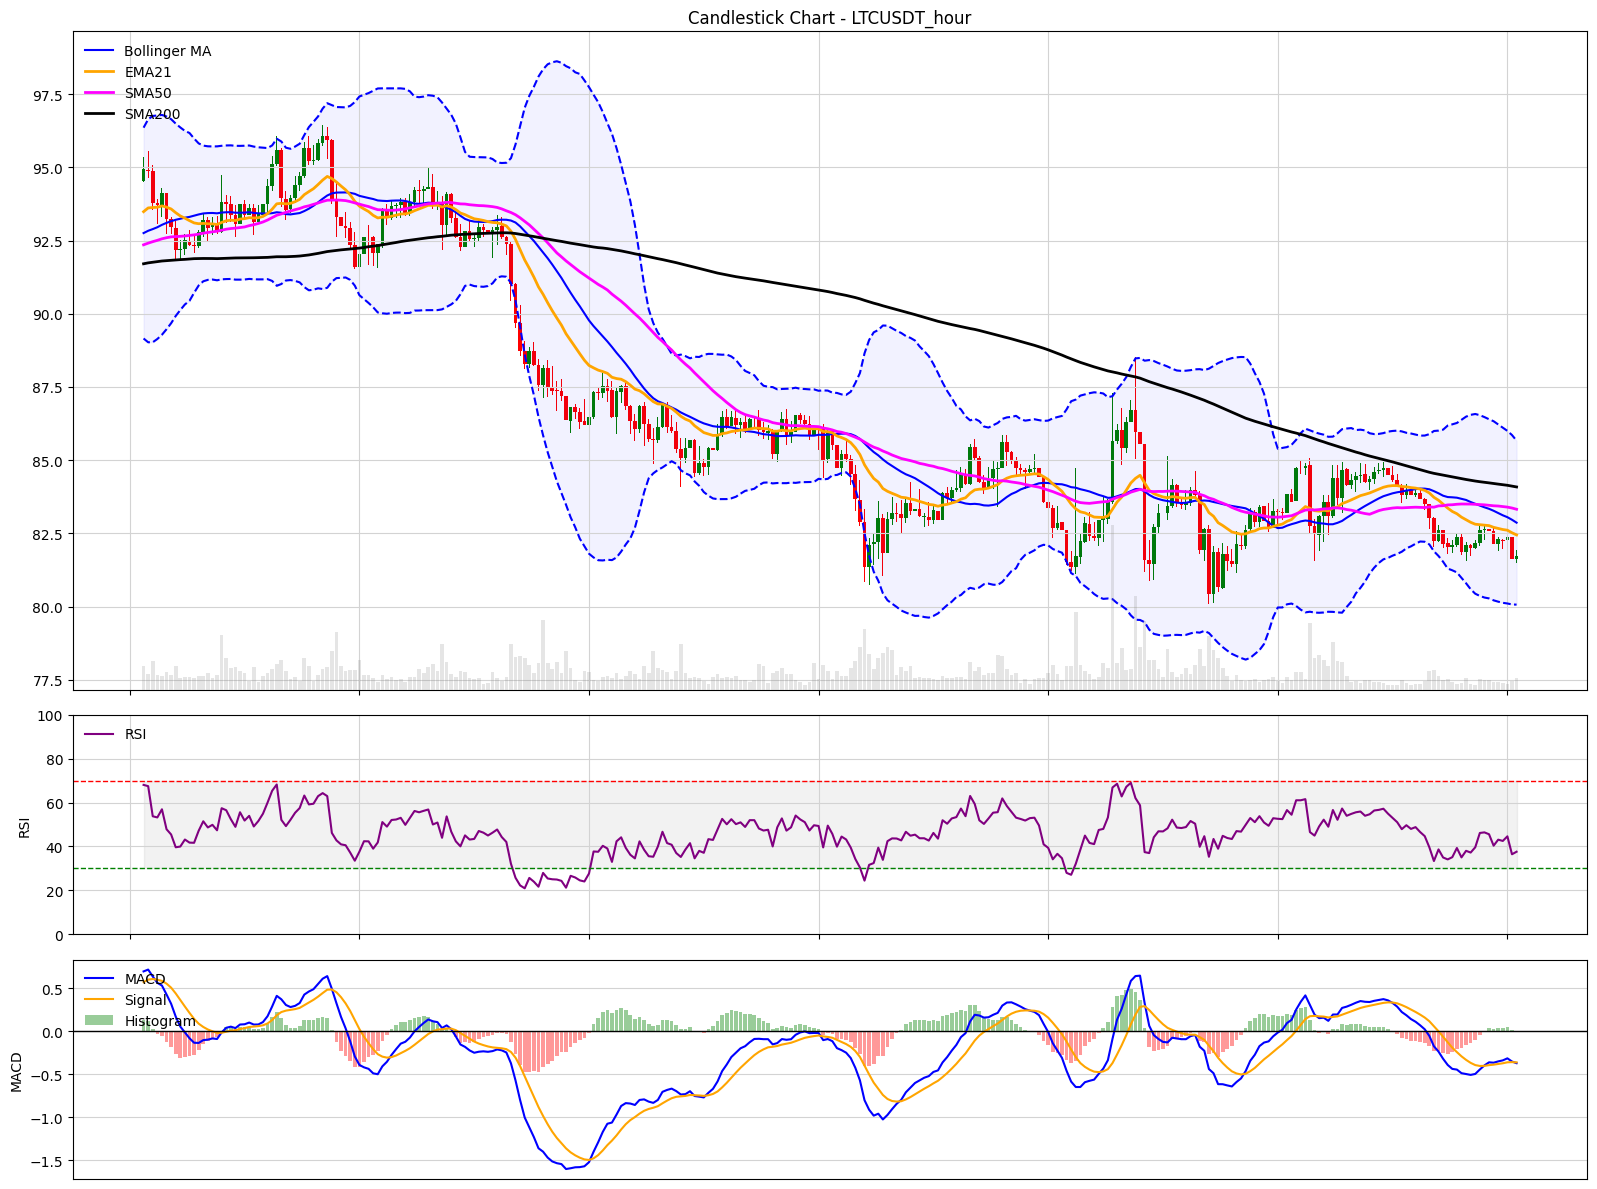 Candlestick Chart - LTCUSDT_hour
Bollinger MA
EMA21
SMA50
SMA200
97.5
95.0
92.5
90.0
87.5
85.0
82.5
80.0
77.5
RSI
100
80
60
40
20
0
RSI
MACD
Signal
Histogram
0.5
0.0
−0.5
−1.0
−1.5
MACD